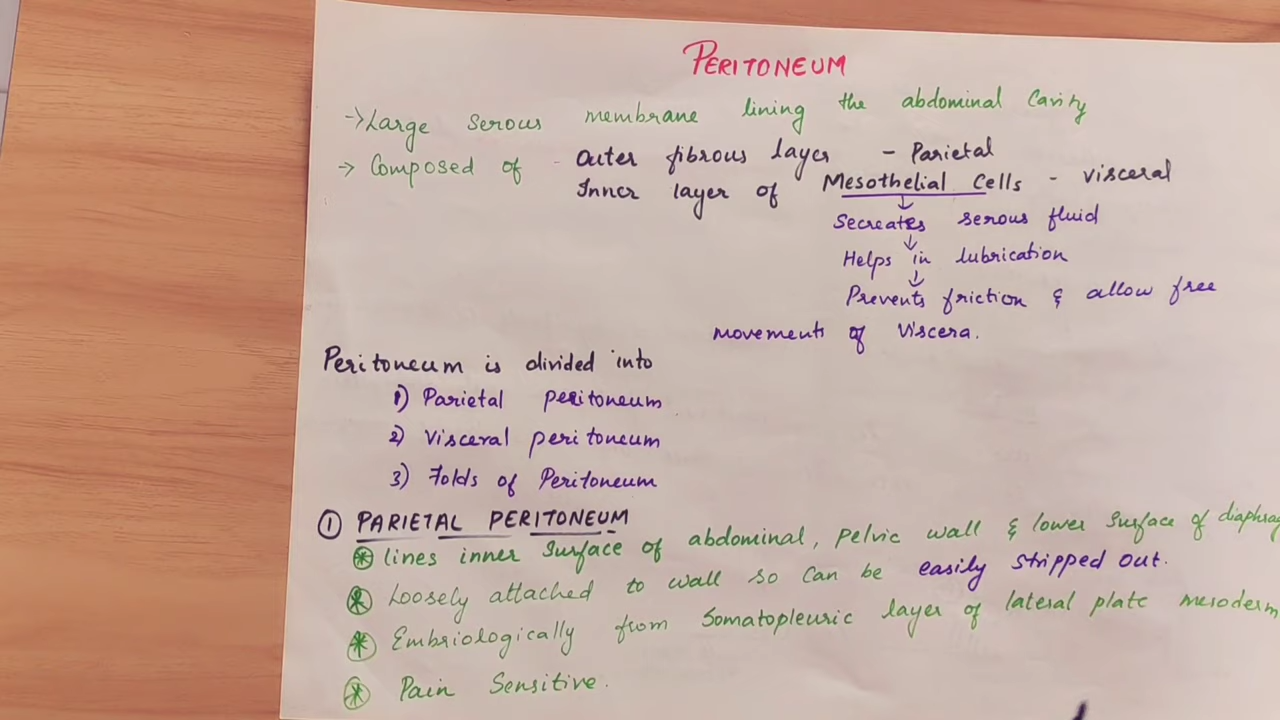 PERITONEUM
→ Large serous membrane lining the abdominal cavity
→ Composed of - Outer fibrous layer - Parietal
Inner layer of Mesothelial Cells - visceral
↓
Secreates serous fluid
↓
Helps in lubrication
↓
Prevents friction & allow free
movements of viscera.
Peritoneum is divided into
1) Parietal peritoneum
2) Visceral peritoneum
3) Folds of Peritoneum
① PARIETAL PERITONEUM
* lines inner surface of abdominal, pelvic wall & lower surface of diaphrag
* Loosely attached to wall so can be easily stripped out.
* Embriologically from Somatopleuric layer of lateral plate mesoderm
* Pain Sensitive.